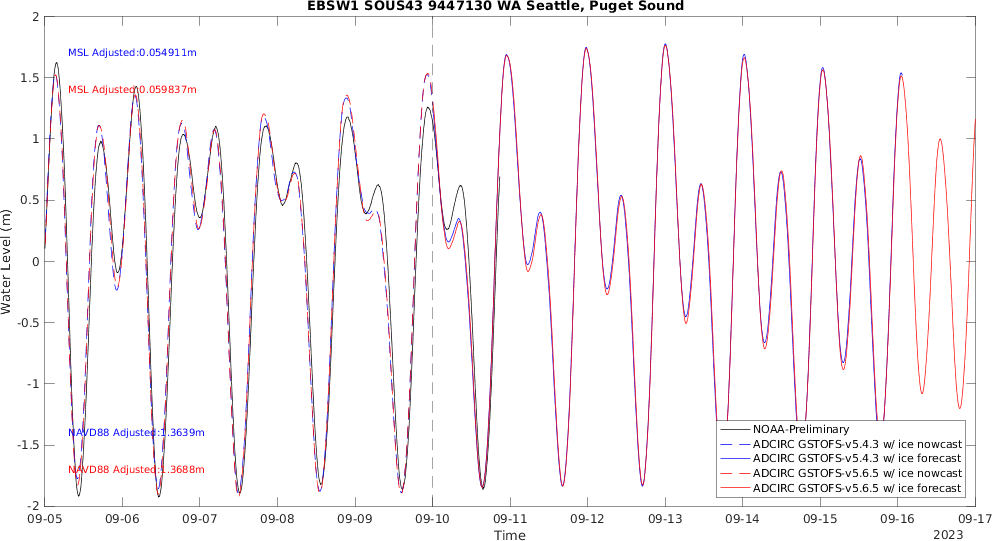 EBSW1 SOUS43 9447130 WA Seattle, Puget Sound
2
1.5
1
0.5
0
-0.5
-1
-1.5
-2
Water Level (m)
MSL Adjusted:0.054911m
MSL Adjusted:0.059837m
NAVD88 Adjusted:1.3639m
NAVD88 Adjusted:1.3688m
NOAA-Preliminary
ADCIRC GSTOFS-v5.4.3 w/ ice nowcast
ADCIRC GSTOFS-v5.4.3 w/ ice forecast
ADCIRC GSTOFS-v5.6.5 w/ ice nowcast
ADCIRC GSTOFS-v5.6.5 w/ ice forecast
09-05 09-06 09-07 09-08 09-09 09-10 09-11 09-12 09-13 09-14 09-15 09-16 09-17
Time
2023